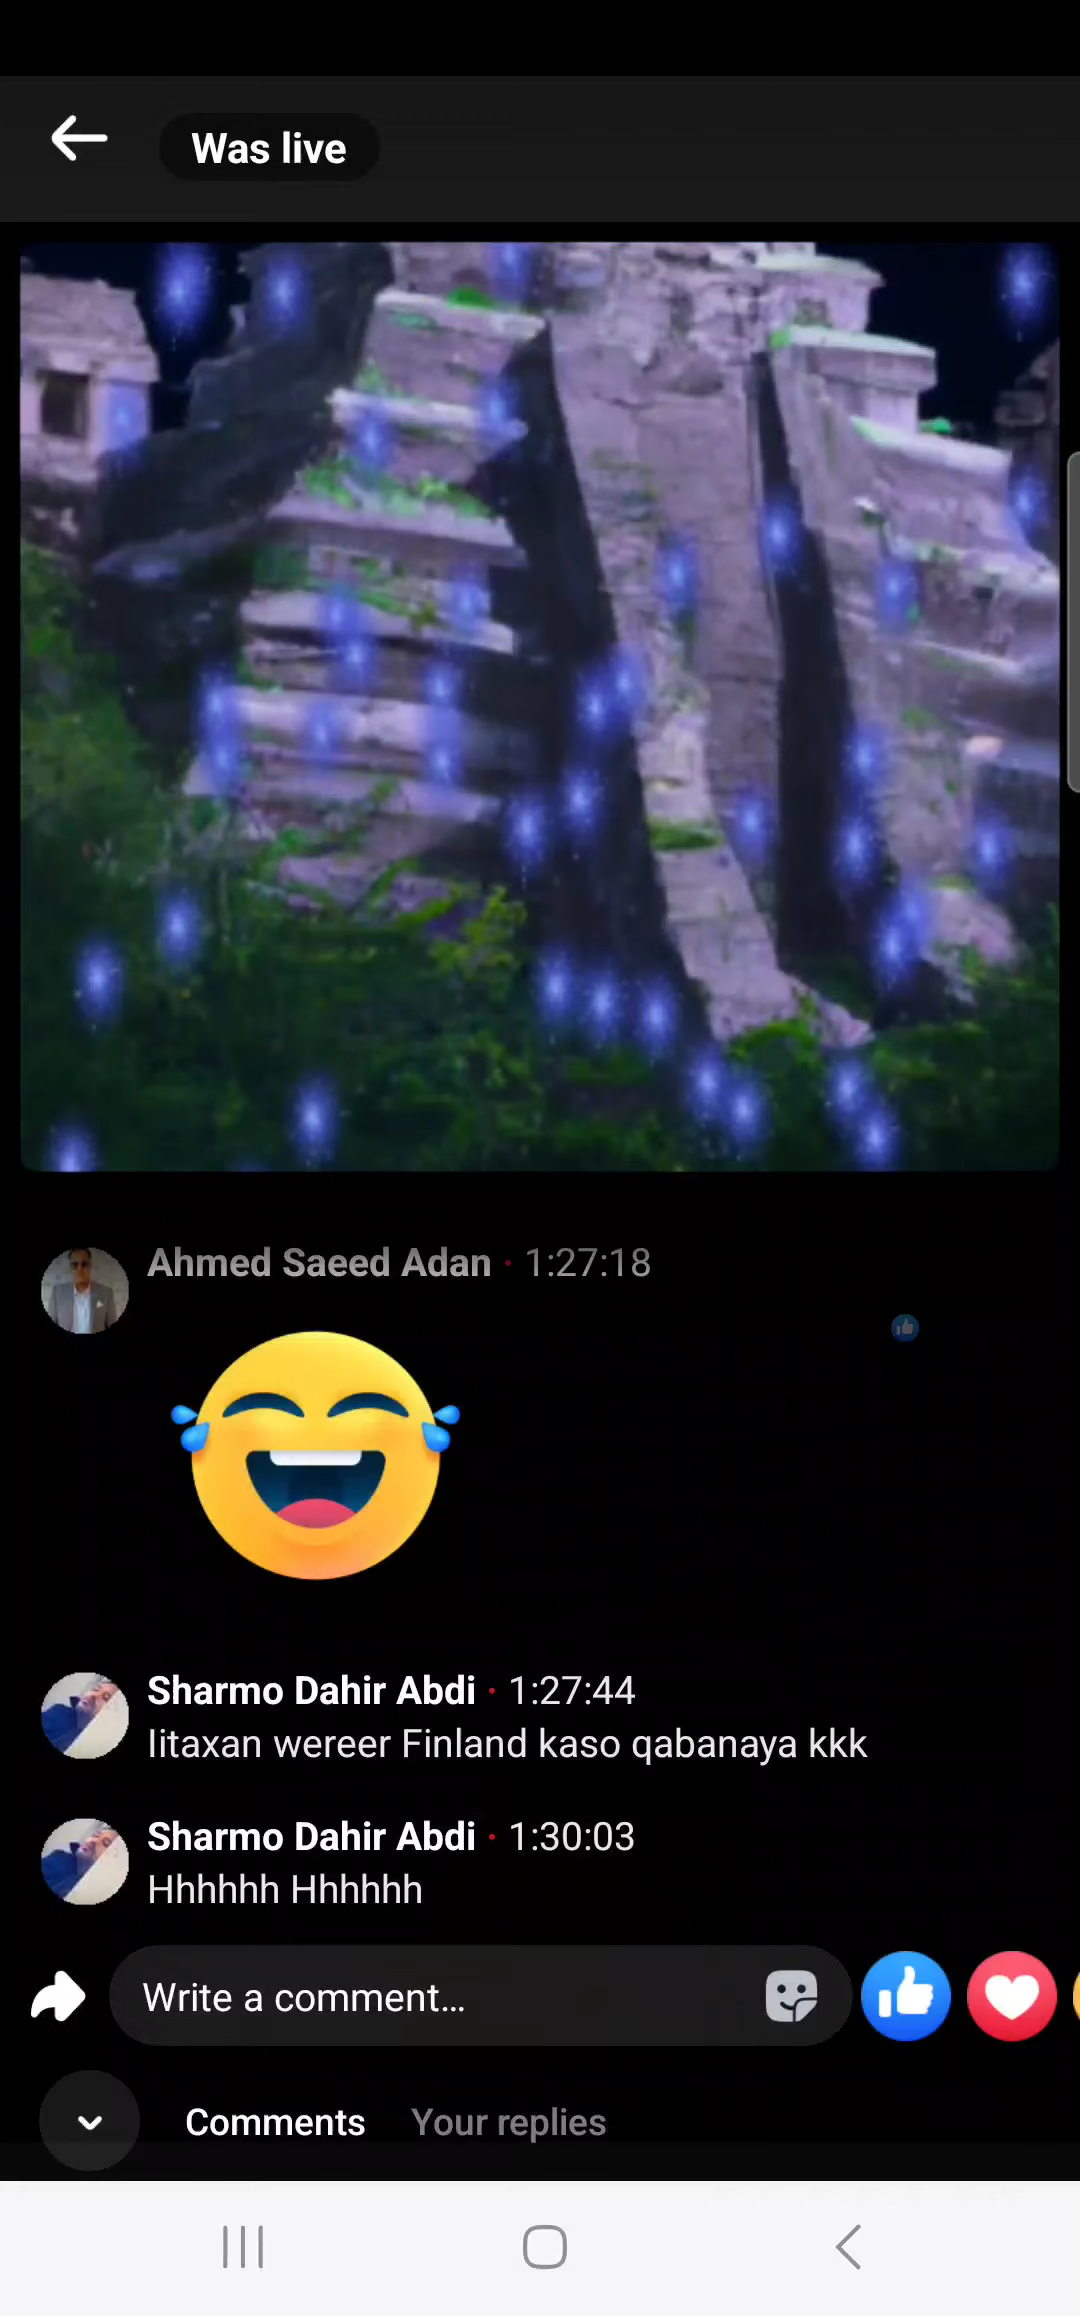 Was live
Ahmed Saeed Adan · 1:27:18
Sharmo Dahir Abdi · 1:27:44
Iitaxan wereer Finland kaso qabanaya kkk
Sharmo Dahir Abdi · 1:30:03
Hhhhhh Hhhhhh
Write a comment...
Comments Your replies